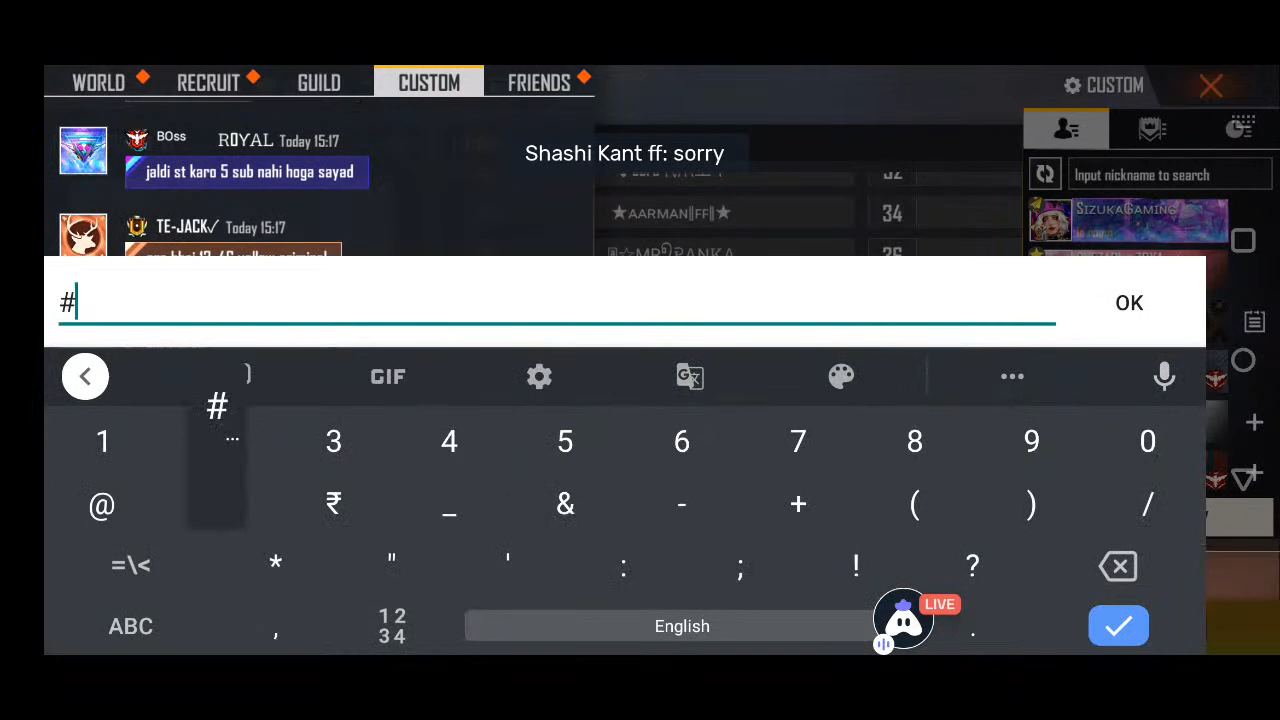 WORLD RECRUIT GUILD CUSTOM FRIENDS
CUSTOM
BOss ROYAL Today 15:17
jaldi st karo 5 sub nahi hoga sayad
TE-JACK✓ Today 15:17
Shashi Kant ff: sorry
★AARMAN||FF||★ 34
Input nickname to search
SIZUKAGAMING
#
OK
GIF
#
1 3 4 5 6 7 8 9 0
@ ₹ _ & - + ( ) /
=\< * " ' : ; ! ?
ABC , 12 34 English .
LIVE